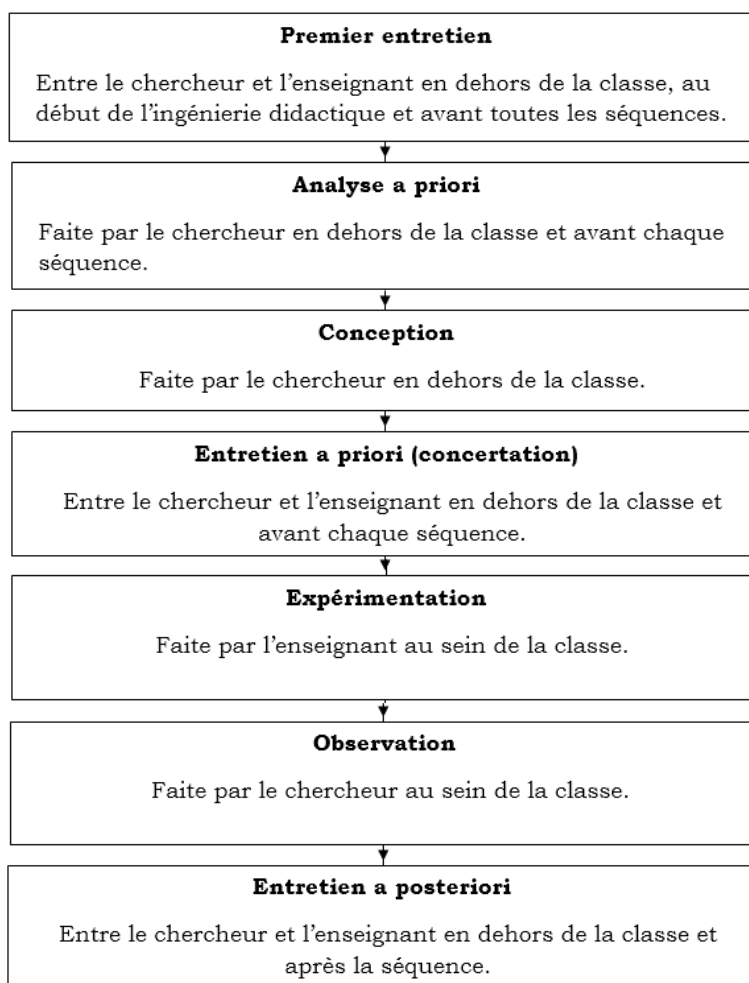 Premier entretien
Entre le chercheur et l'enseignant en dehors de la classe, au
début de l'ingénierie didactique et avant toutes les séquences.
Analyse a priori
Faite par le chercheur en dehors de la classe et avant chaque
séquence.
Conception
Faite par le chercheur en dehors de la classe.
Entretien a priori (concertation)
Entre le chercheur et l'enseignant en dehors de la classe et
avant chaque séquence.
Expérimentation
Faite par l'enseignant au sein de la classe.
Observation
Faite par le chercheur au sein de la classe.
Entretien a posteriori
Entre le chercheur et l'enseignant en dehors de la classe et
après la séquence.